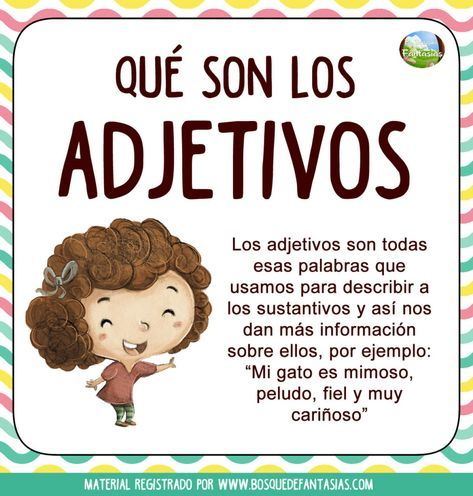 Fantasías
QUÉ SON LOS
ADJETIVOS
Los adjetivos son todas
esas palabras que
usamos para describir a
los sustantivos y así nos
dan más información
sobre ellos, por ejemplo:
“Mi gato es mimoso,
peludo, fiel y muy
cariñoso”
MATERIAL REGISTRADO POR WWW.BOSQUEDEFANTASIAS.COM